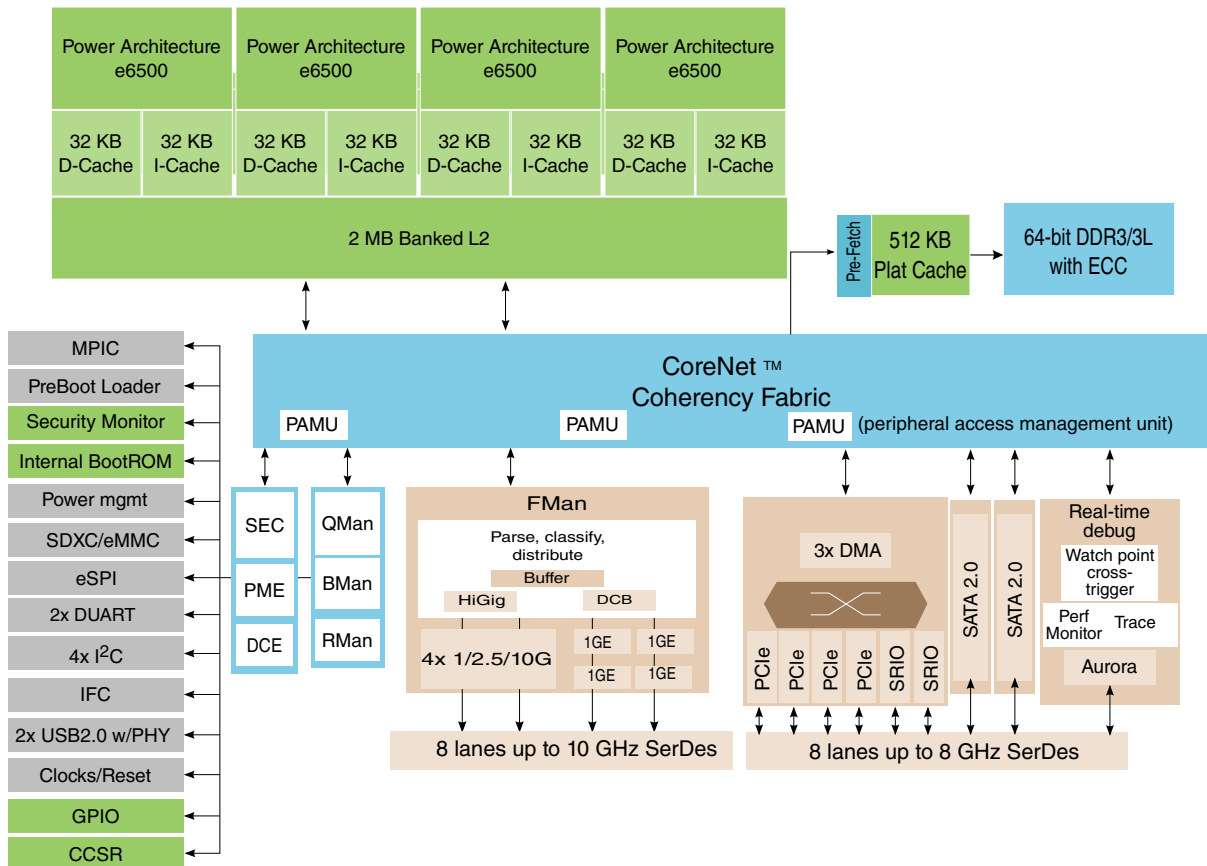 Power Architecture
e6500
Power Architecture
e6500
Power Architecture
e6500
Power Architecture
e6500
32 KB
D-Cache
32 KB
I-Cache
32 KB
D-Cache
32 KB
I-Cache
32 KB
D-Cache
32 KB
I-Cache
32 KB
D-Cache
32 KB
I-Cache
2 MB Banked L2
Pre-Fetch
512 KB
Plat Cache
64-bit DDR3/3L
with ECC
MPIC
PreBoot Loader
Security Monitor
Internal BootROM
Power mgmt
SDXC/eMMC
eSPI
2x DUART
4x I²C
IFC
2x USB2.0 w/PHY
Clocks/Reset
GPIO
CCSR
CoreNet ™
Coherency Fabric
PAMU
PAMU
PAMU
(peripheral access management unit)
SEC
PME
DCE
QMan
BMan
RMan
FMan
Parse, classify,
distribute
Buffer
HiGig
DCB
4x 1/2.5/10G
1GE
1GE
1GE
1GE
8 lanes up to 10 GHz SerDes
3x DMA
PCIe
PCIe
PCIe
PCIe
SRIO
SRIO
SATA 2.0
SATA 2.0
Real-time
debug
Watch point
cross-
trigger
Perf
Monitor
Trace
Aurora
8 lanes up to 8 GHz SerDes